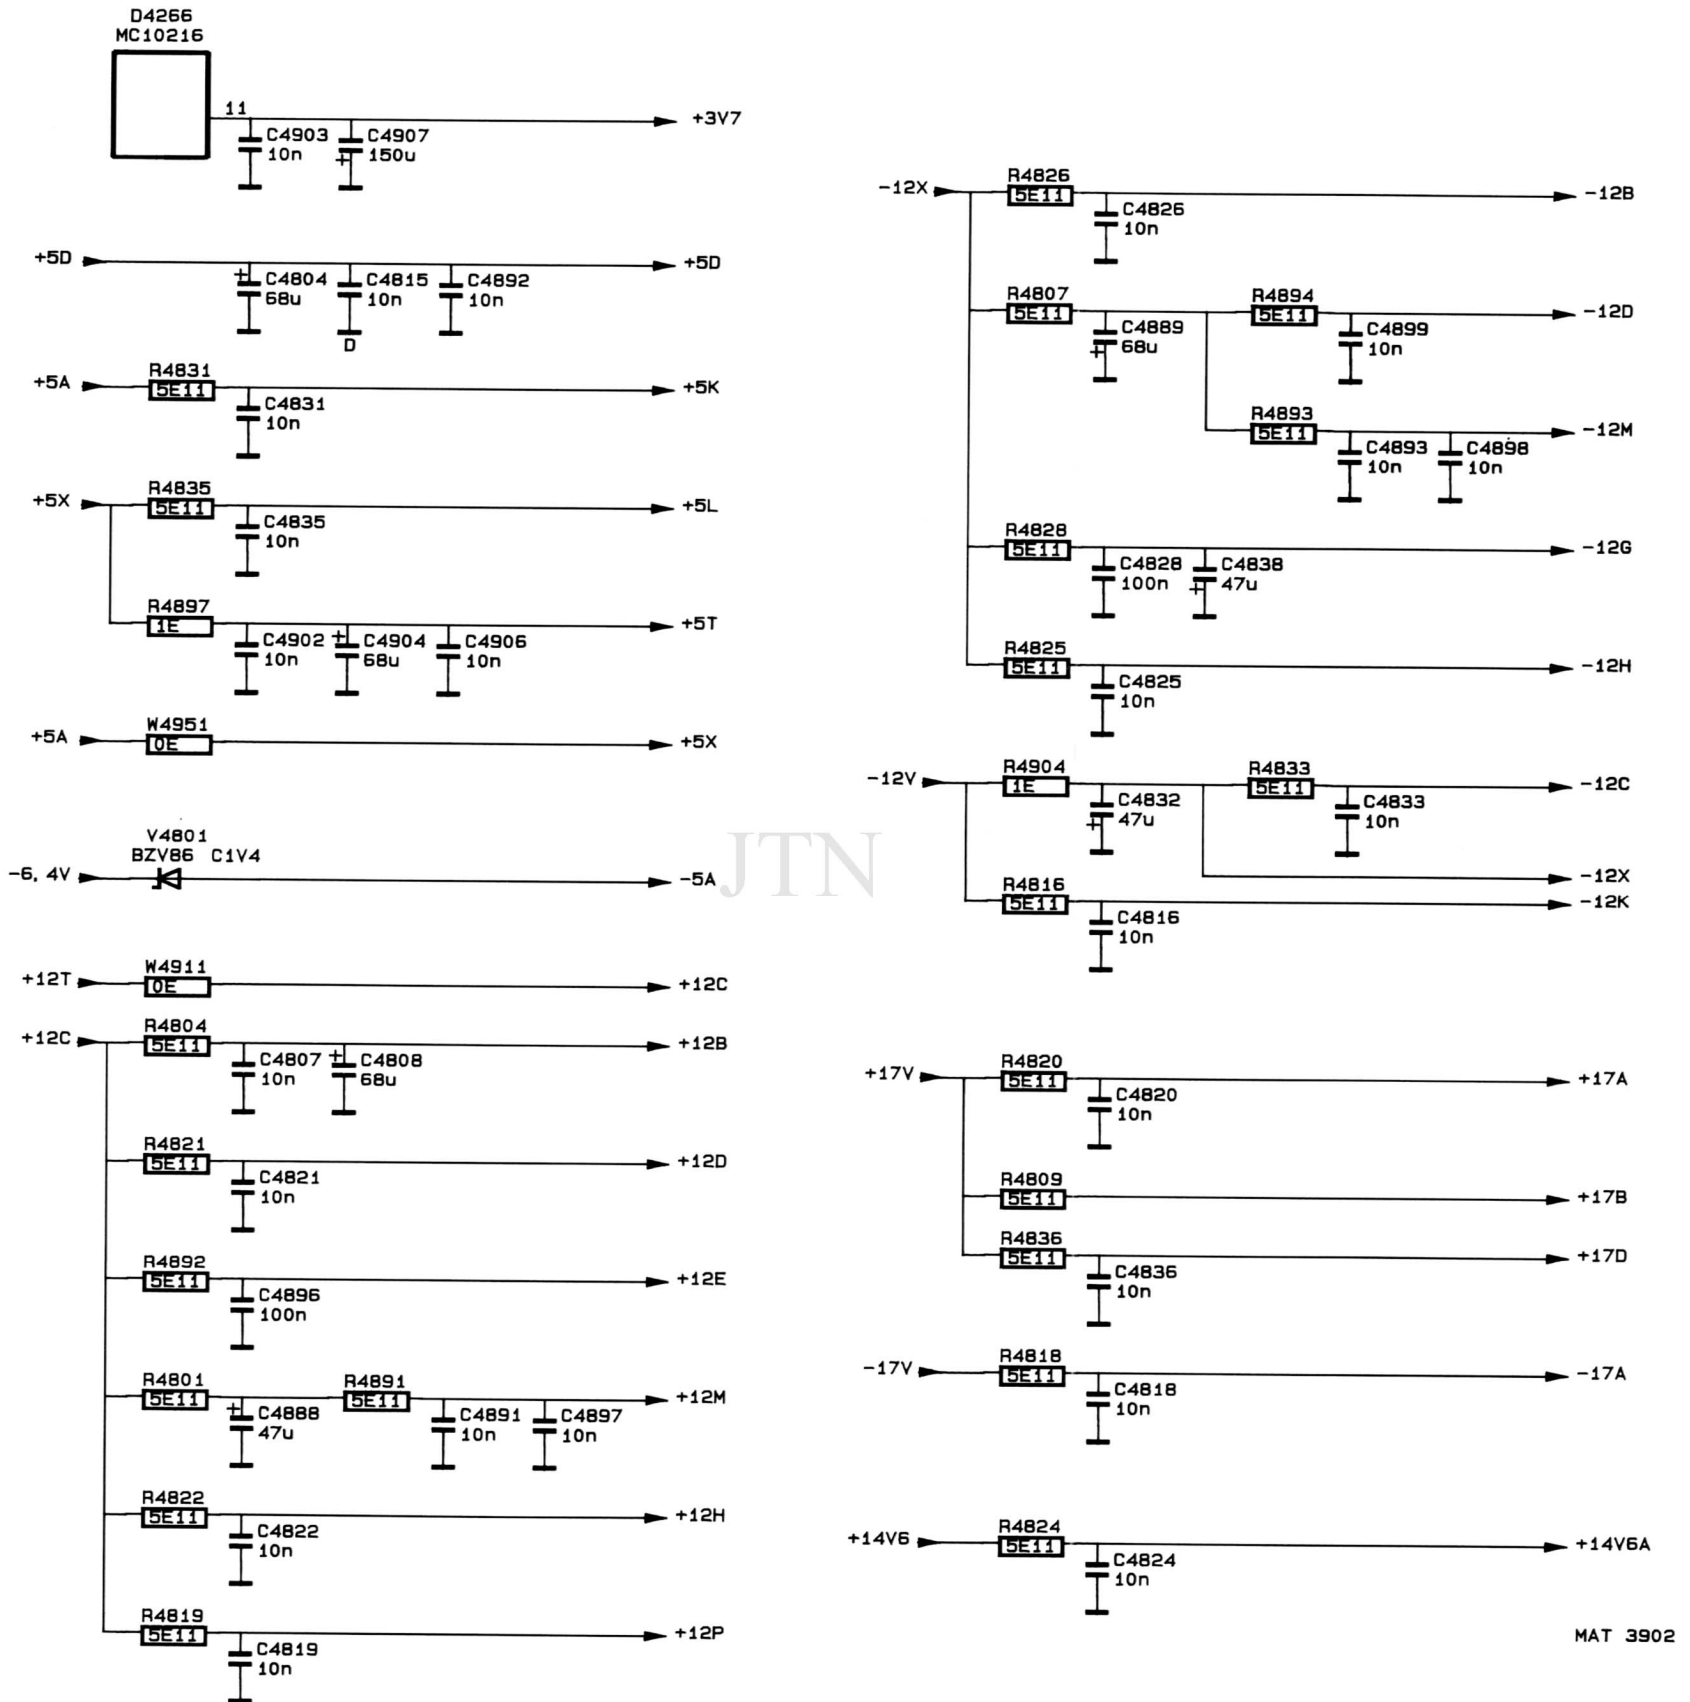 D4266
MC10216
11
C4903
10n
C4907
+
150u
+3V7
+5D
+
C4804
68u
C4815
10n
D
C4892
10n
+5D
+5A
R4831
5E11
C4831
10n
+5K
+5X
R4835
5E11
C4835
10n
+5L
R4897
1E
C4902
10n
+
C4904
68u
C4906
10n
+5T
+5A
W4951
0E
+5X
V4801
BZV86 C1V4
-6,4V
-5A
+12T
W4911
0E
+12C
+12C
R4804
5E11
C4807
10n
+
C4808
68u
+12B
R4821
5E11
C4821
10n
+12D
R4892
5E11
C4896
100n
+12E
R4801
5E11
+
C4888
47u
R4891
5E11
C4891
10n
C4897
10n
+12M
R4822
5E11
C4822
10n
+12H
R4819
5E11
C4819
10n
+12P
JTN
-12X
R4826
5E11
C4826
10n
-12B
R4807
5E11
C4889
+
68u
R4894
5E11
C4899
10n
-12D
R4893
5E11
C4893
10n
C4898
10n
-12M
R4828
5E11
C4828
100n
C4838
+
47u
-12G
R4825
5E11
C4825
10n
-12H
-12V
R4904
1E
C4832
+
47u
R4833
5E11
C4833
10n
-12C
-12X
R4816
5E11
C4816
10n
-12K
+17V
R4820
5E11
C4820
10n
+17A
R4809
5E11
+17B
R4836
5E11
C4836
10n
+17D
-17V
R4818
5E11
C4818
10n
-17A
+14V6
R4824
5E11
C4824
10n
+14V6A
MAT 3902